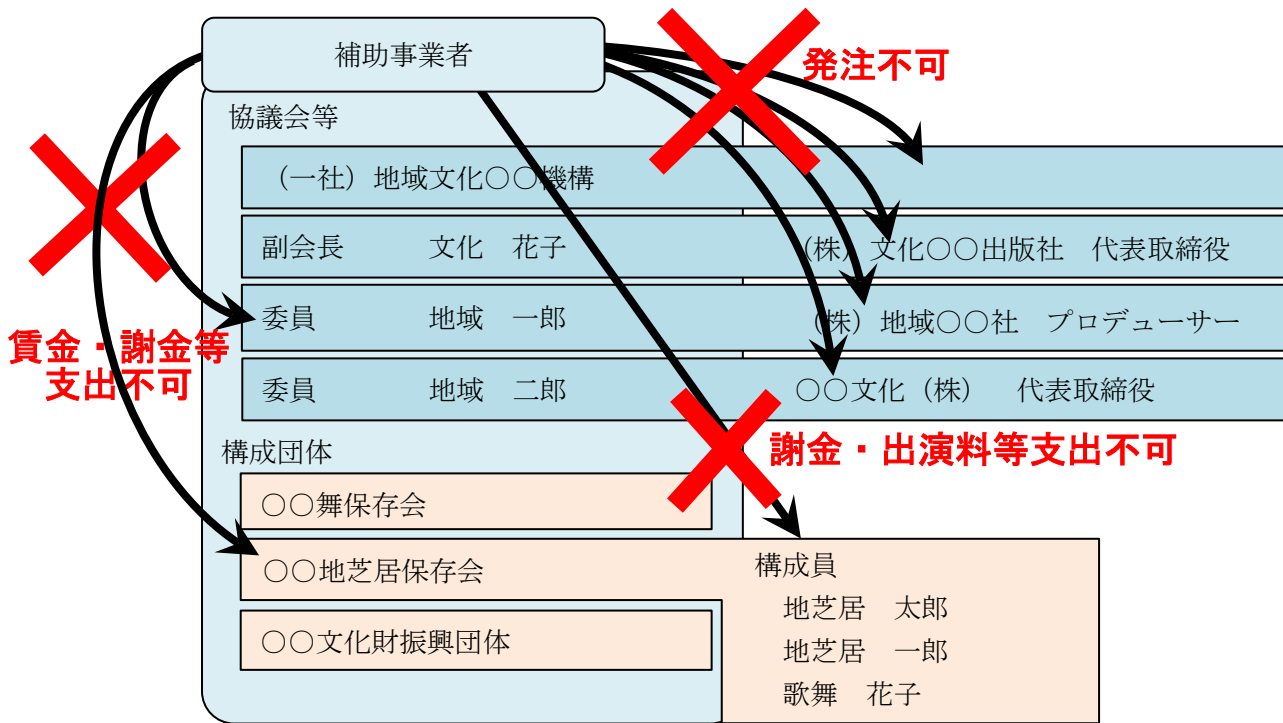 補助事業者
発注不可
協議会等
（一社）地域文化〇〇機構
副会長　　　文化　花子　　　（株）文化〇〇出版社　代表取締役
委員　　　　地域　一郎　　　（株）地域〇〇社　プロデューサー
賃金・謝金等
支出不可
委員　　　　地域　二郎　　　〇〇文化（株）　代表取締役
謝金・出演料等支出不可
構成団体
〇〇舞保存会
〇〇地芝居保存会
〇〇文化財振興団体
構成員
地芝居　太郎
地芝居　一郎
歌舞　花子